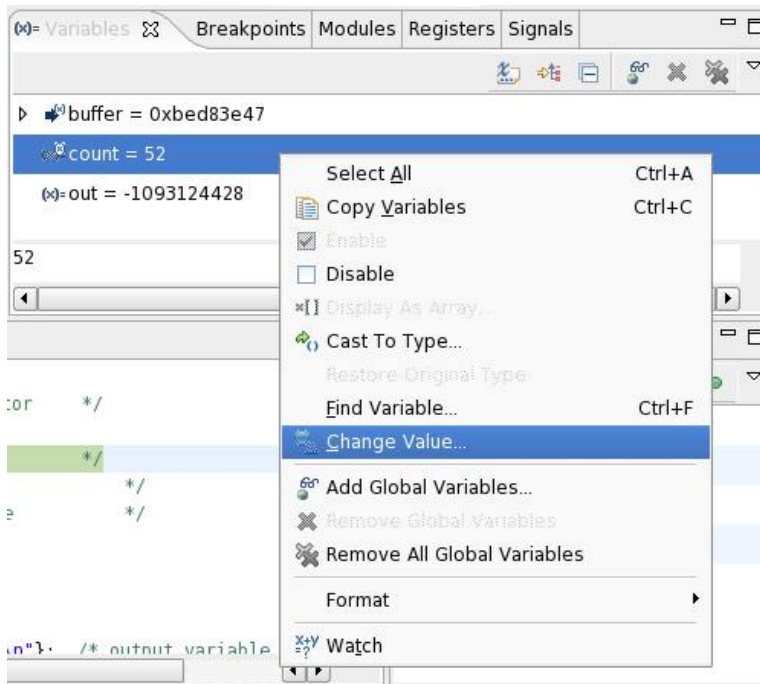 (x)= Variables Breakpoints Modules Registers Signals
buffer = 0xbed83e47
count = 52
(x)= out = -1093124428
52
Select All Ctrl+A
Copy Variables Ctrl+C
Enable
Disable
Display As Array...
Cast To Type...
Restore Original Type
Find Variable... Ctrl+F
Change Value...
Add Global Variables...
Remove Global Variables
Remove All Global Variables
Format
x+y=? Watch
tor */
*/
*/
e */
\n"}; /* output variable